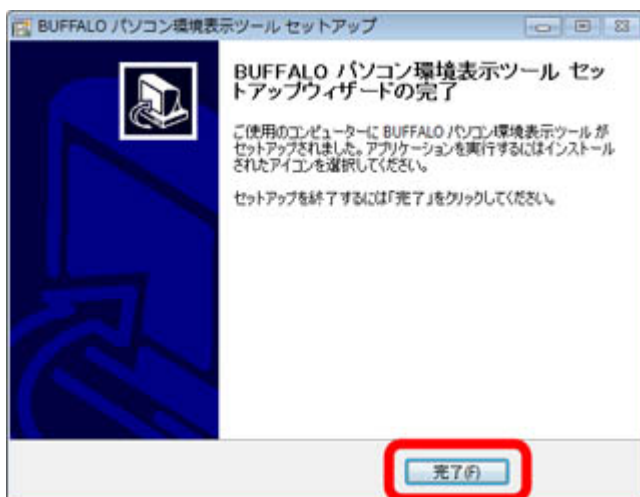 BUFFALO パソコン環境表示ツール セットアップ
BUFFALO パソコン環境表示ツール セッ
トアップウィザードの完了
ご使用のコンピューターに BUFFALO パソコン環境表示ツール が
セットアップされました。アプリケーションを実行するにはインストール
されたアイコンを選択してください。
セットアップを終了するには「完了」をクリックしてください。
完了(F)